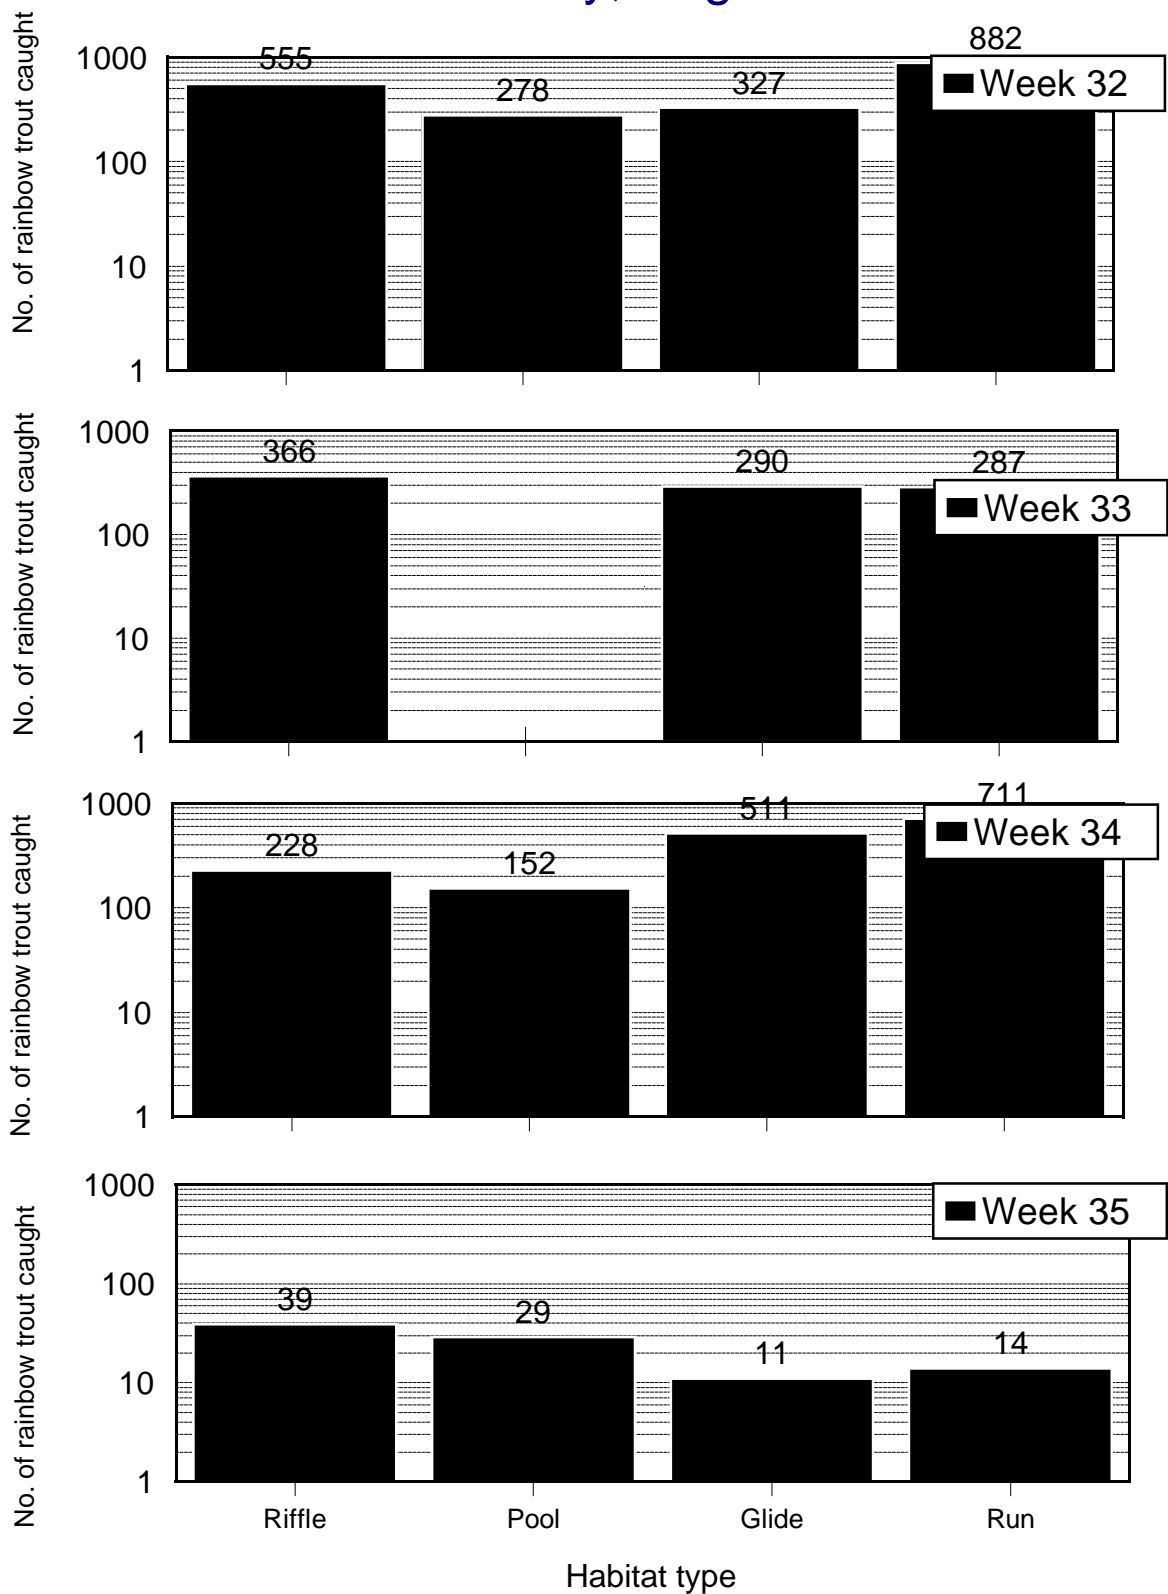 No. of rainbow trout caught
1000
100
10
1
555
278
327
882
Week 32
No. of rainbow trout caught
1000
100
10
1
366
290
287
Week 33
No. of rainbow trout caught
1000
100
10
1
228
152
511
711
Week 34
No. of rainbow trout caught
1000
100
10
1
39
29
11
14
Week 35
Riffle
Pool
Glide
Run
Habitat type